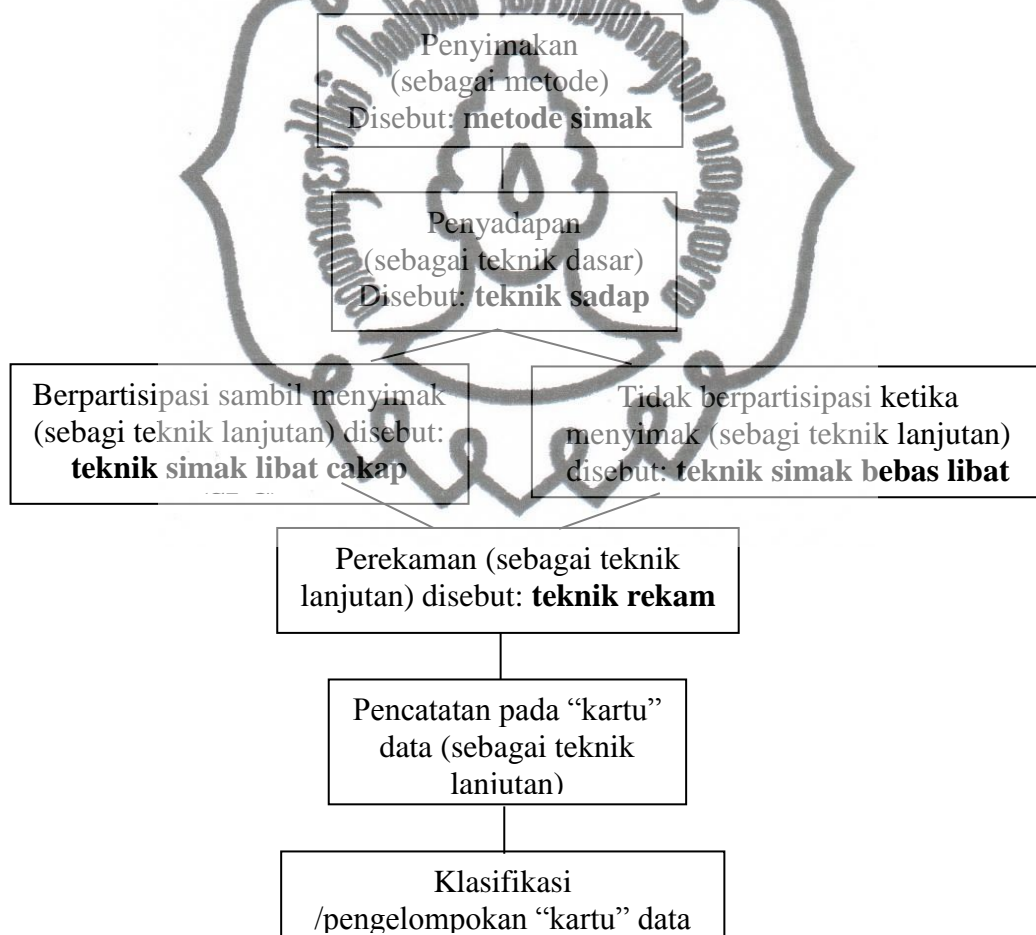 Penyimakan
(sebagai metode)
Disebut: metode simak
Penyadapan
(sebagai teknik dasar)
Disebut: teknik sadap
Berpartisipasi sambil menyimak
(sebagi teknik lanjutan) disebut:
teknik simak libat cakap
Tidak berpartisipasi ketika
menyimak (sebagi teknik lanjutan)
disebut: teknik simak bebas libat
Perekaman (sebagai teknik
lanjutan) disebut: teknik rekam
Pencatatan pada “kartu”
data (sebagai teknik
lanjutan)
Klasifikasi
/pengelompokan “kartu” data